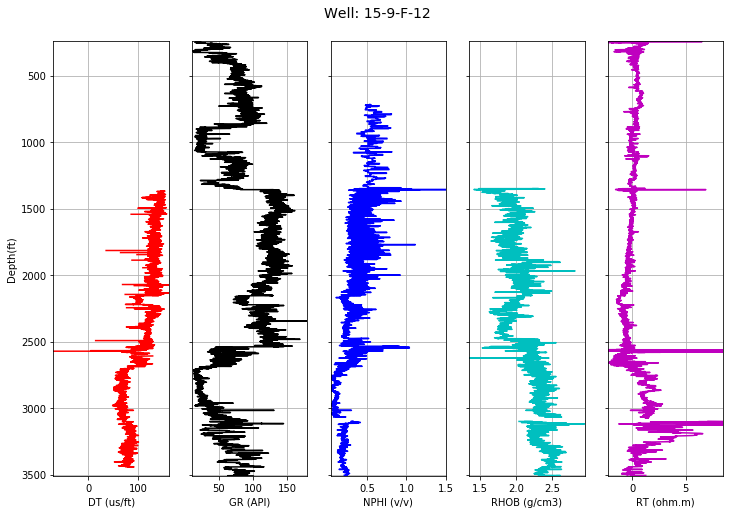 Well: 15-9-F-12
500
1000
1500
2000
2500
3000
3500
Depth(ft)
0 100
50 100 150
0.5 1.0 1.5
1.5 2.0 2.5
0 5
DT (us/ft)
GR (API)
NPHI (v/v)
RHOB (g/cm3)
RT (ohm.m)